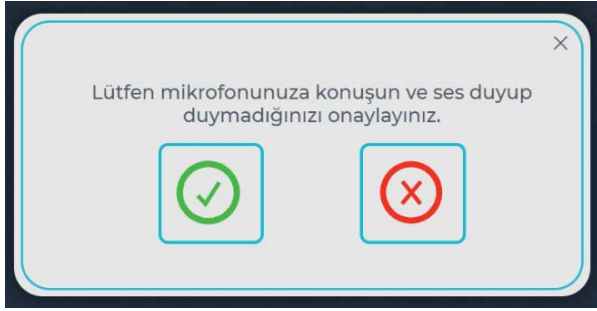 Lütfen mikrofonunuza konuşun ve ses duyup
duymadığınızı onaylayınız.